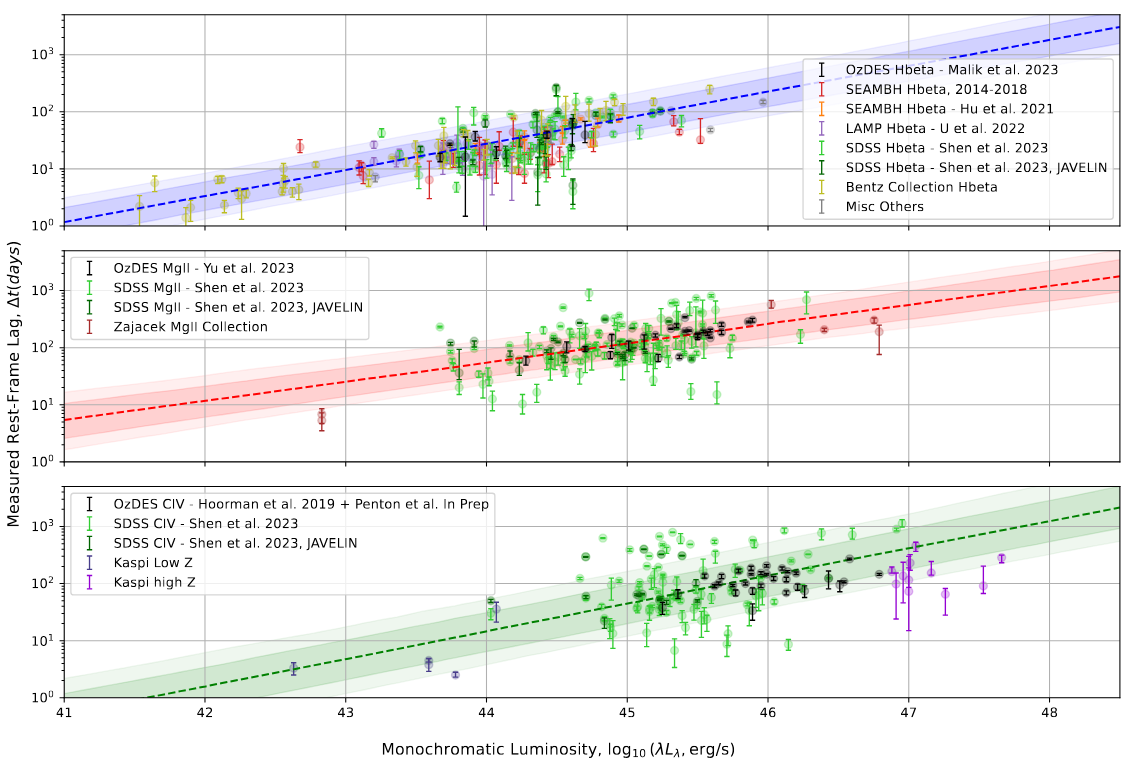 10³
10²
10¹
10⁰
OzDES Hbeta - Malik et al. 2023
SEAMBH Hbeta, 2014-2018
SEAMBH Hbeta - Hu et al. 2021
LAMP Hbeta - U et al. 2022
SDSS Hbeta - Shen et al. 2023
SDSS Hbeta - Shen et al. 2023, JAVELIN
Bentz Collection Hbeta
Misc Others
Measured Rest-Frame Lag, Δt(days)
10³
10²
10¹
10⁰
OzDES MgII - Yu et al. 2023
SDSS MgII - Shen et al. 2023
SDSS MgII - Shen et al. 2023, JAVELIN
Zajacek MgII Collection
10³
10²
10¹
10⁰
OzDES CIV - Hoorman et al. 2019 + Penton et al. In Prep
SDSS CIV - Shen et al. 2023
SDSS CIV - Shen et al. 2023, JAVELIN
Kaspi Low Z
Kaspi high Z
41 42 43 44 45 46 47 48
Monochromatic Luminosity, log₁₀ (λL_λ, erg/s)